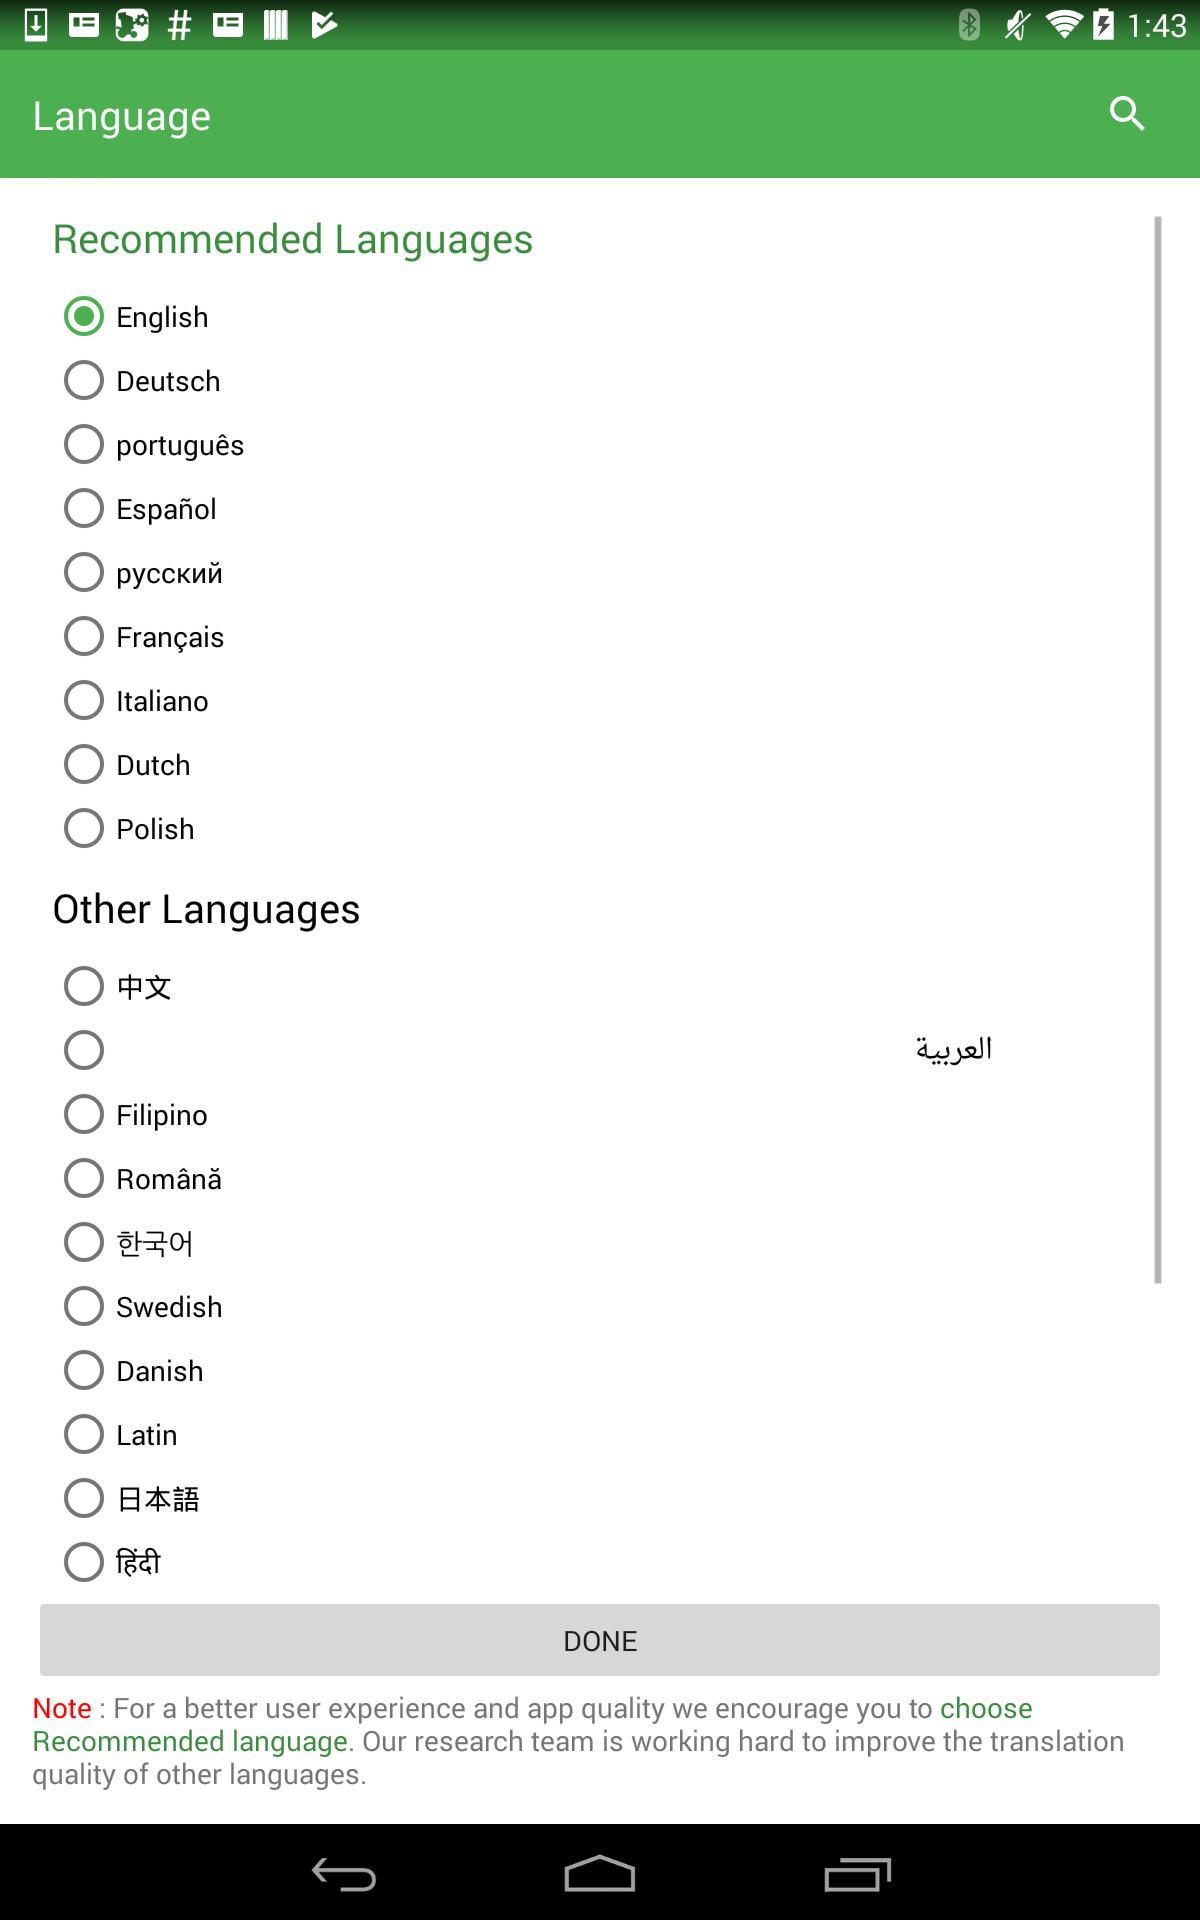 1:43
Language
Recommended Languages
English
Deutsch
português
Español
русский
Français
Italiano
Dutch
Polish
Other Languages
中文
العربية
Filipino
Română
한국어
Swedish
Danish
Latin
日本語
हिंदी
DONE
Note : For a better user experience and app quality we encourage you to choose
Recommended language. Our research team is working hard to improve the translation
quality of other languages.